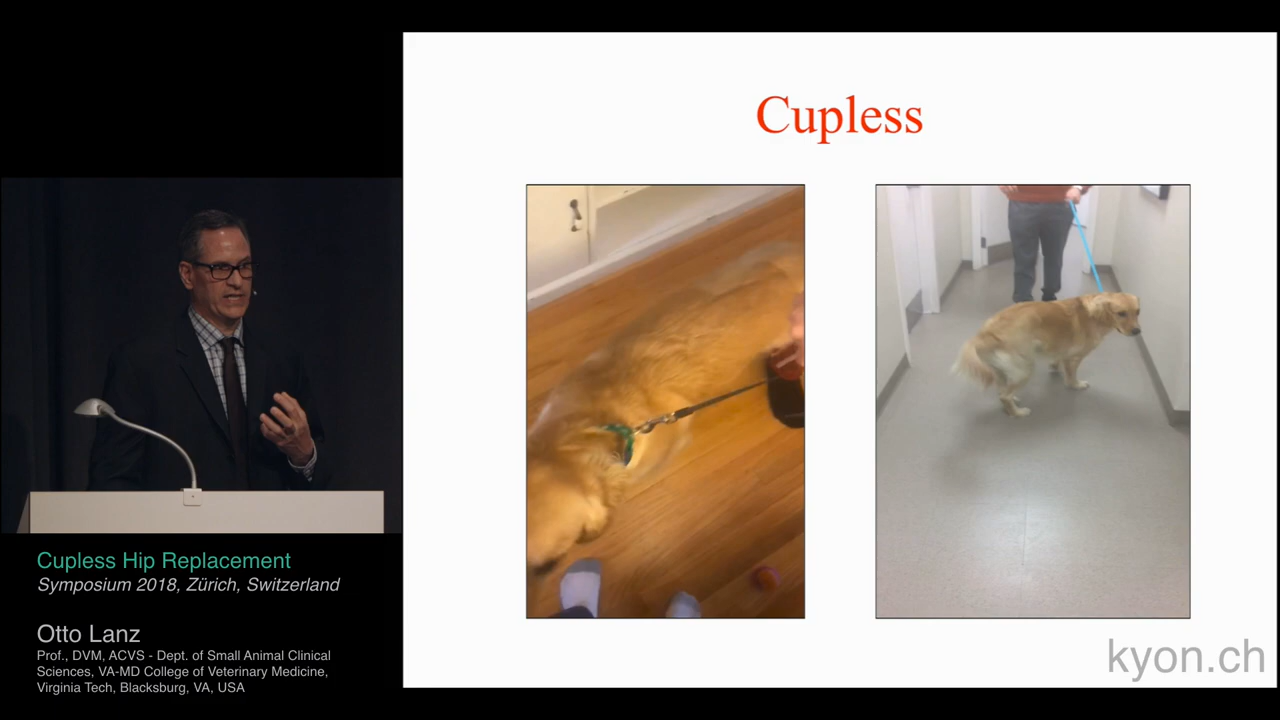 Cupless
Cupless Hip Replacement
Symposium 2018, Zürich, Switzerland
Otto Lanz
Prof., DVM, ACVS - Dept. of Small Animal Clinical
Sciences, VA-MD College of Veterinary Medicine,
Virginia Tech, Blacksburg, VA, USA
kyon.ch